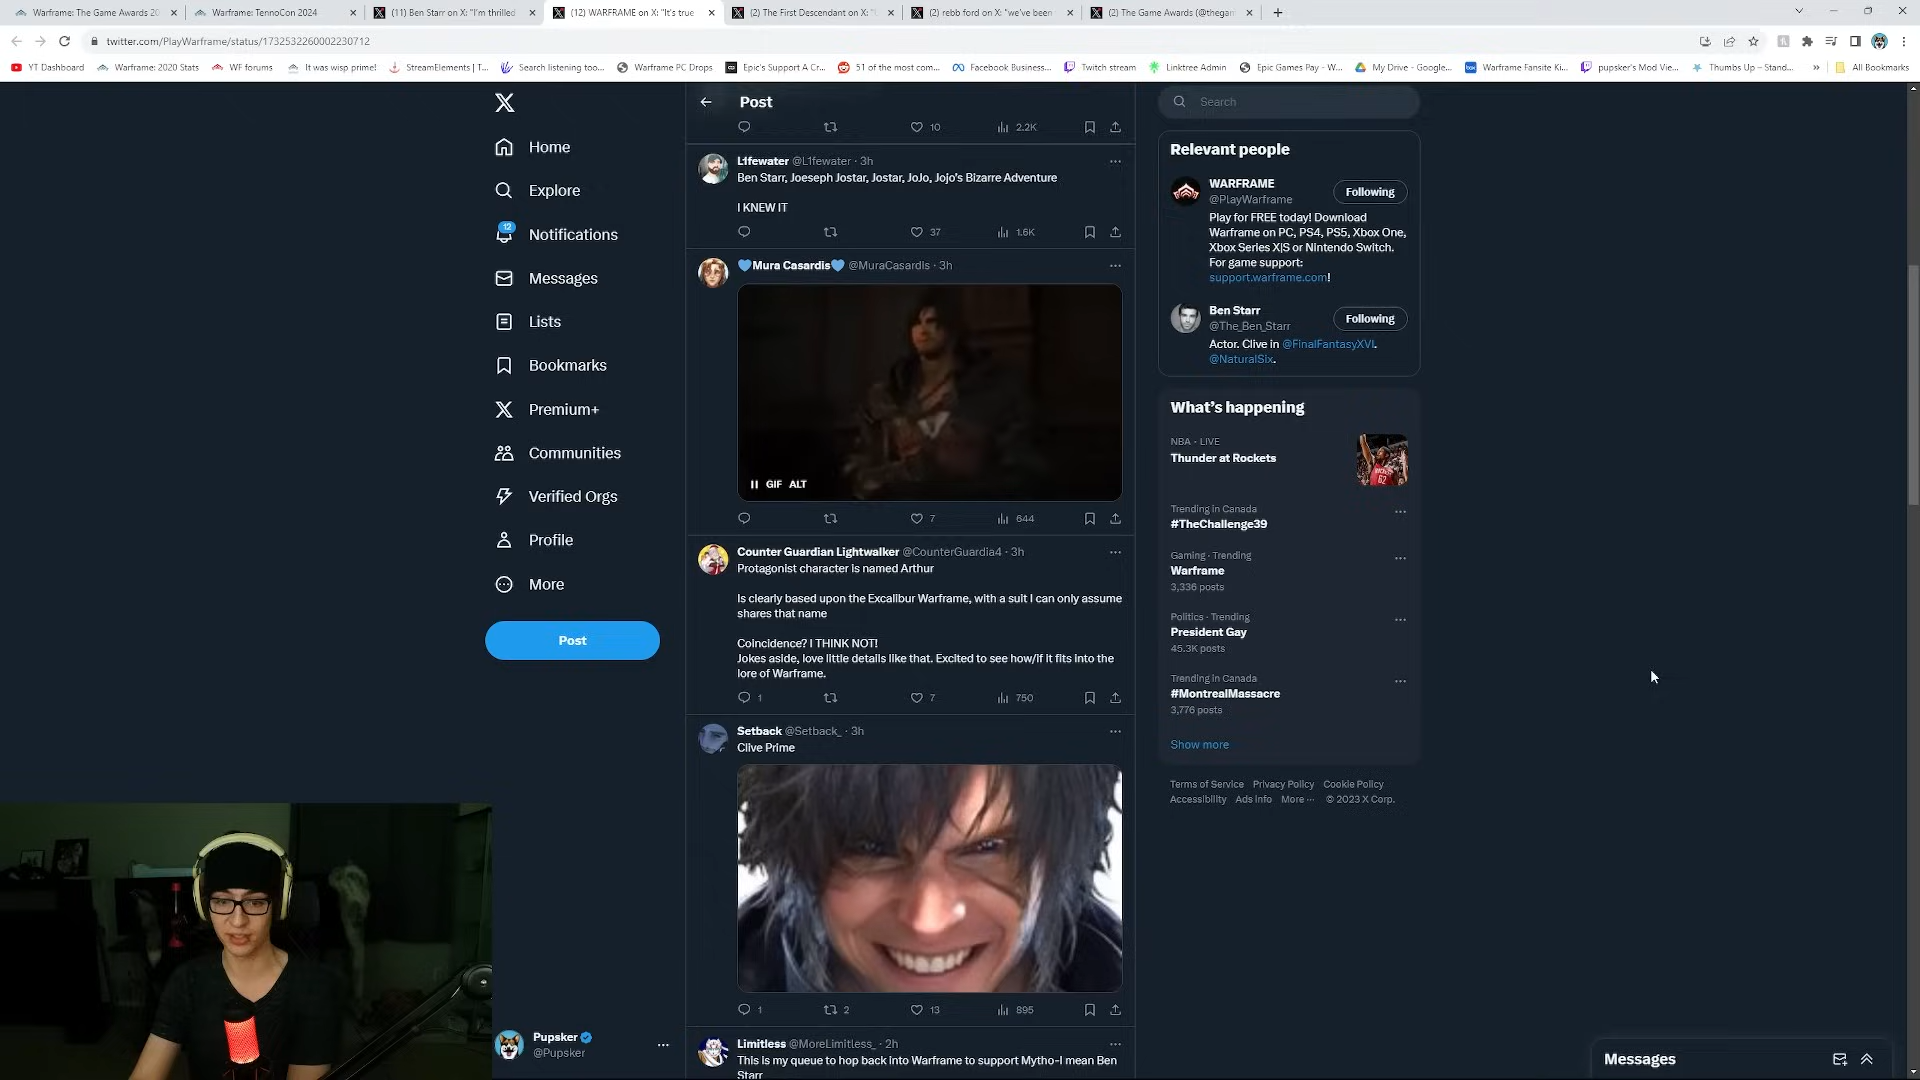 Warframe: The Game Awards 20
Warframe: TennoCon 2024
(11) Ben Starr on X: "I'm thrilled
(12) WARFRAME on X: "It's true
(2) The First Descendant on X: "
(2) rebb ford on X: "we've been
(2) The Game Awards (@thegam
twitter.com/PlayWarframe/status/1732532260002230712
YT Dashboard
Warframe: 2020 Stats
WF forums
It was wisp prime!
StreamElements | T...
Search listening too...
Warframe PC Drops
Epic's Support A Cr...
51 of the most com...
Facebook Business...
Twitch stream
Linktree Admin
Epic Games Pay - W...
My Drive - Google...
Warframe Fansite Ki...
pupsker's Mod Vie...
Thumbs Up – Stand...
»
All Bookmarks
Home
Explore
12
Notifications
Messages
Lists
Bookmarks
Premium+
Communities
Verified Orgs
Profile
More
Post
Pupsker
@Pupsker
Post
10
2.2K
L1fewater @L1fewater · 3h
Ben Starr, Joeseph Jostar, Jostar, JoJo, Jojo's Bizarre Adventure
I KNEW IT
37
1.6K
💙Mura Casardis💙 @MuraCasardis · 3h
GIF ALT
7
644
Counter Guardian Lightwalker @CounterGuardia4 · 3h
Protagonist character is named Arthur
Is clearly based upon the Excalibur Warframe, with a suit I can only assume
shares that name
Coincidence? I THINK NOT!
Jokes aside, love little details like that. Excited to see how/if it fits into the
lore of Warframe.
1
7
750
Setback @Setback_ · 3h
Clive Prime
1
2
13
895
Limitless @MoreLimitless_ · 2h
This is my queue to hop back into Warframe to support Mytho-I mean Ben
Starr
Search
Relevant people
WARFRAME
@PlayWarframe
Following
Play for FREE today! Download
Warframe on PC, PS4, PS5, Xbox One,
Xbox Series X|S or Nintendo Switch.
For game support:
support.warframe.com!
Ben Starr
@The_Ben_Starr
Following
Actor. Clive in @FinalFantasyXVI.
@NaturalSix.
What's happening
NBA · LIVE
Thunder at Rockets
Trending in Canada
#TheChallenge39
Gaming · Trending
Warframe
3,336 posts
Politics · Trending
President Gay
45.3K posts
Trending in Canada
#MontrealMassacre
3,776 posts
Show more
Terms of Service Privacy Policy Cookie Policy
Accessibility Ads info More ··· © 2023 X Corp.
Messages